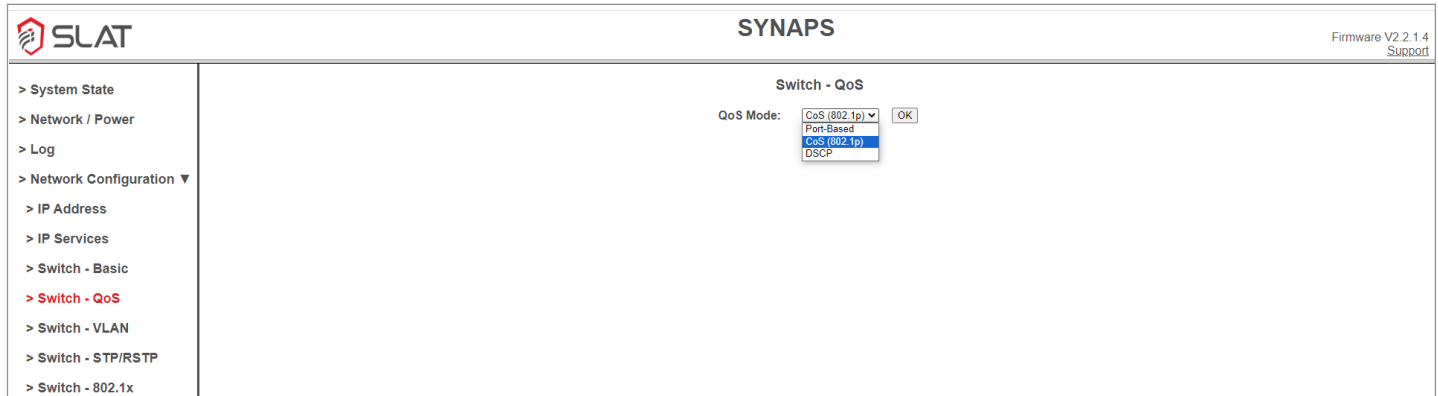 SLAT
SYNAPS
Firmware V2.2.1.4
Support
> System State
> Network / Power
> Log
> Network Configuration ▼
> IP Address
> IP Services
> Switch - Basic
> Switch - QoS
> Switch - VLAN
> Switch - STP/RSTP
> Switch - 802.1x
Switch - QoS
QoS Mode: CoS (802.1p) OK
Port-Based
CoS (802.1p)
DSCP